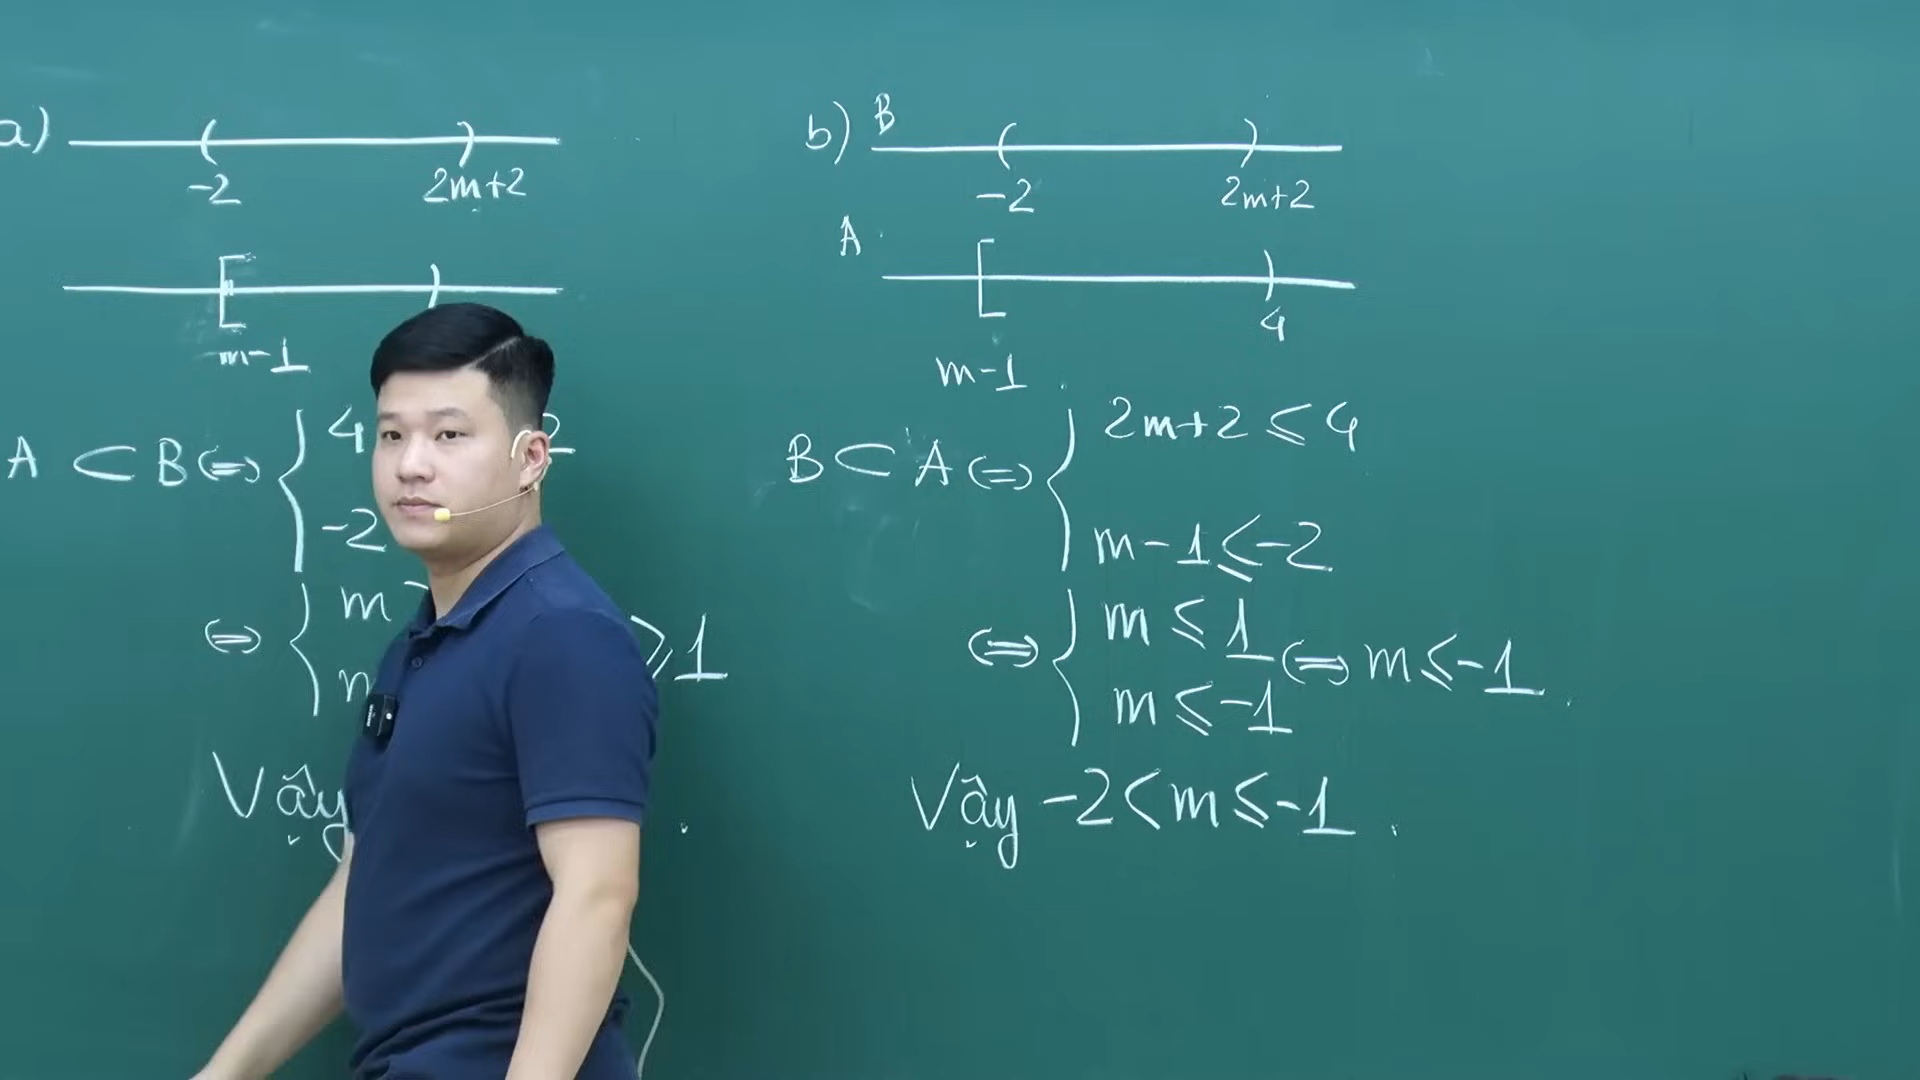 a)
-2 2m+2
m-1
A ⊂ B ⇔ { 4
-2
⇔ { m
⩾ 1
Vậy
b) B
-2 2m+2
A
4
m-1
B ⊂ A ⇔ { 2m+2 ⩽ 4
m-1 ⩽ -2
⇔ { m ⩽ 1
m ⩽ -1
⇔ m ⩽ -1
Vậy -2 < m ⩽ -1.